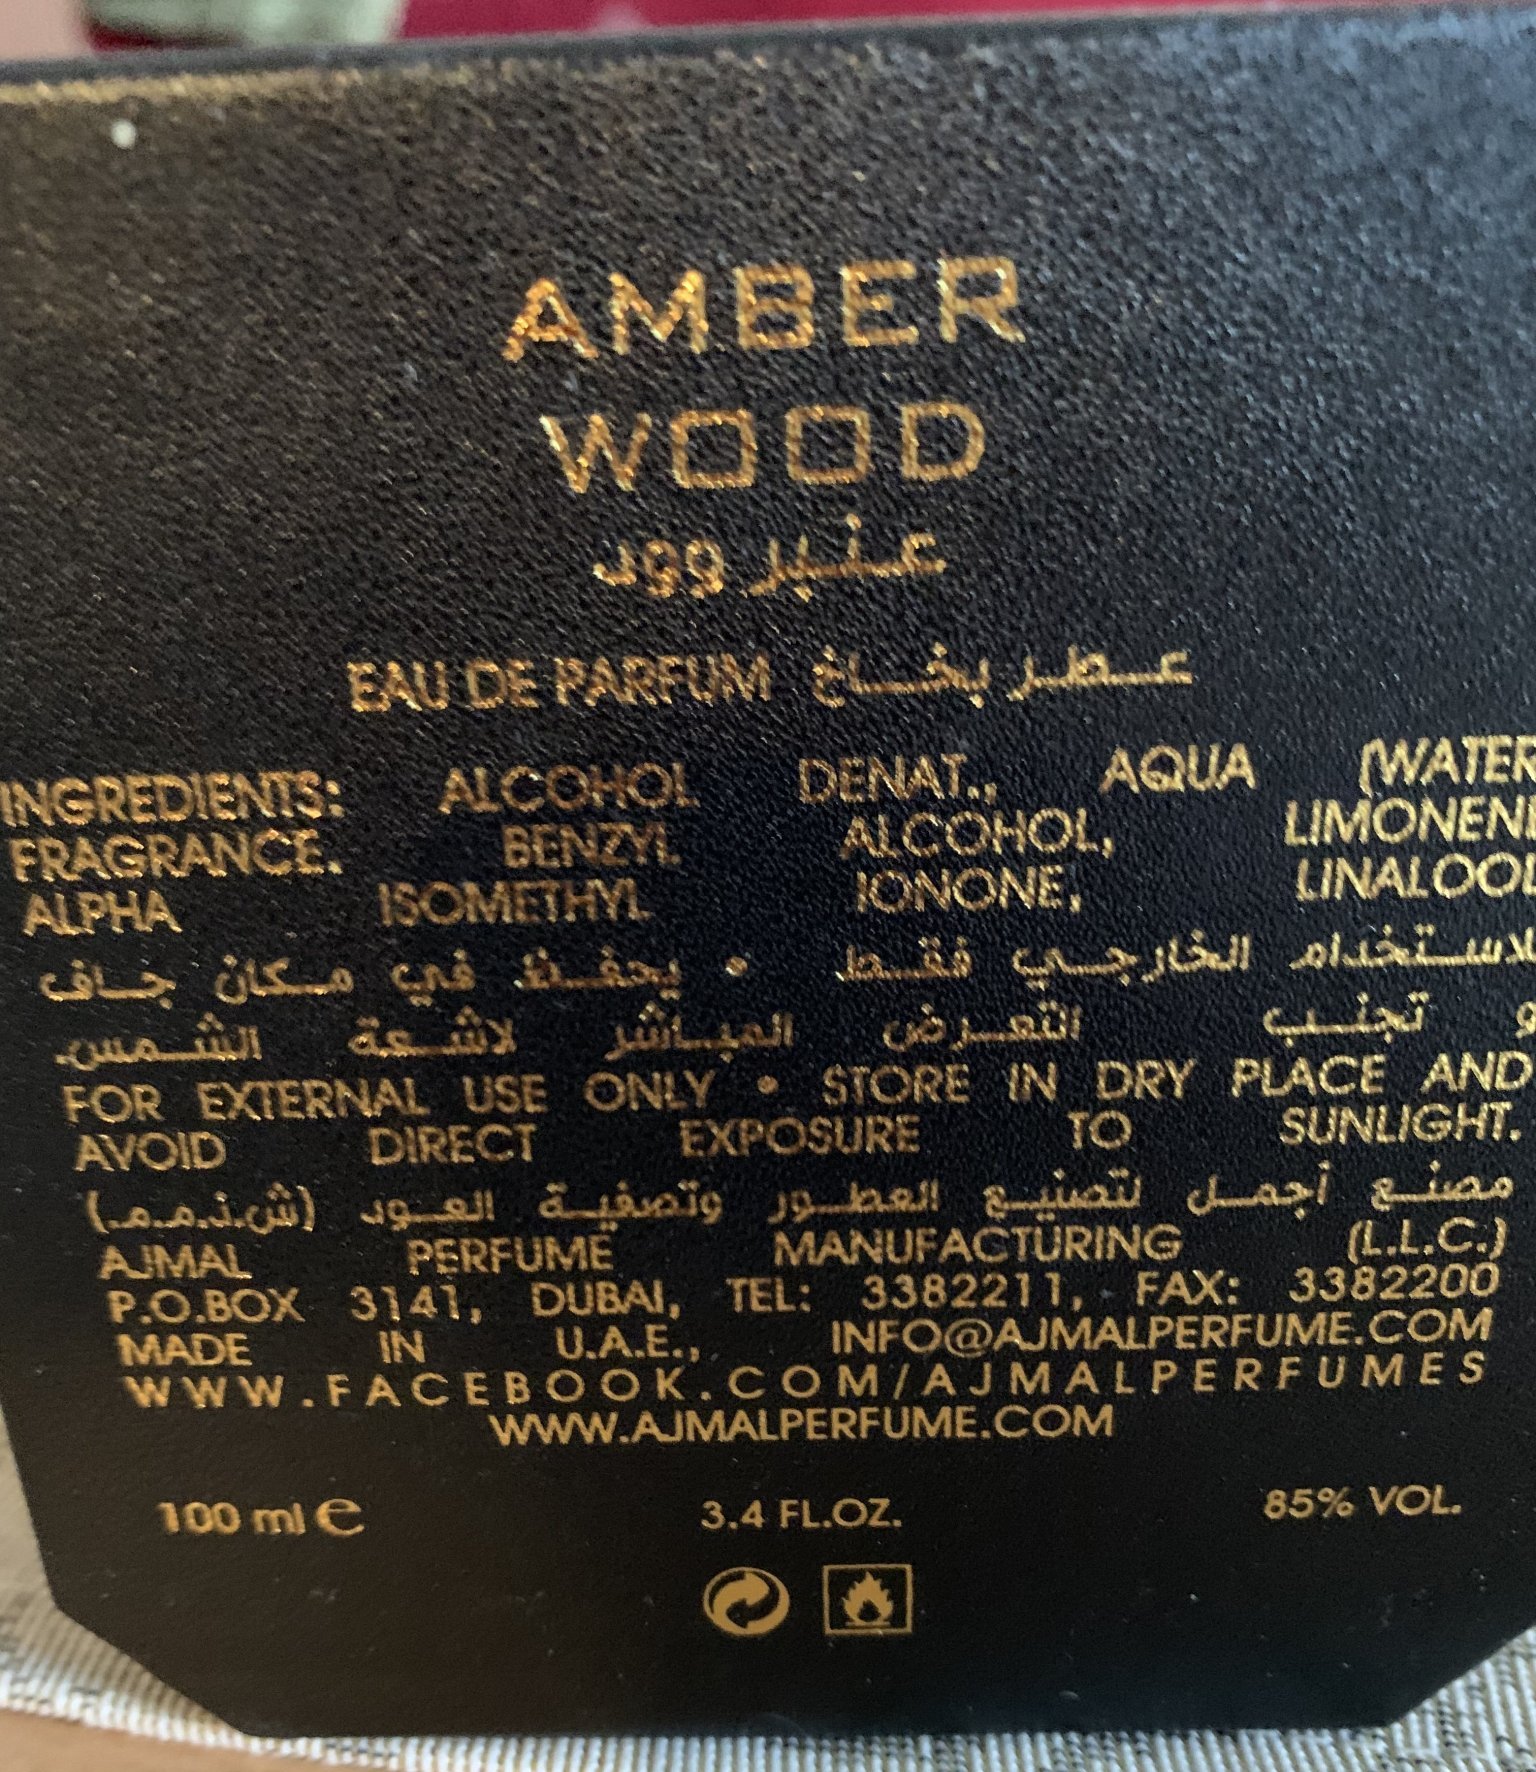 AMBER
WOOD
عنبر وود
EAU DE PARFUM عطر بخاخ
INGREDIENTS: ALCOHOL DENAT., AQUA (WATER
FRAGRANCE, BENZYL ALCOHOL, LIMONEN
ALPHA ISOMETHYL IONONE, LINALOOL
للاستخدام الخارجي فقط • يحفظ في مكان جاف
و تجنب التعرض المباشر لاشعة الشمس.
FOR EXTERNAL USE ONLY • STORE IN DRY PLACE AND
AVOID DIRECT EXPOSURE TO SUNLIGHT.
مصنع أجمل لتصنيع العطور وتصفية العود (ش.ذ.م.م.)
AJMAL PERFUME MANUFACTURING (L.L.C.)
P.O.BOX 3141, DUBAI, TEL: 3382211, FAX: 3382200
MADE IN U.A.E., INFO@AJMALPERFUME.COM
WWW.FACEBOOK.COM/AJMALPERFUMES
WWW.AJMALPERFUME.COM
100 ml e 3.4 FL.OZ. 85% VOL.